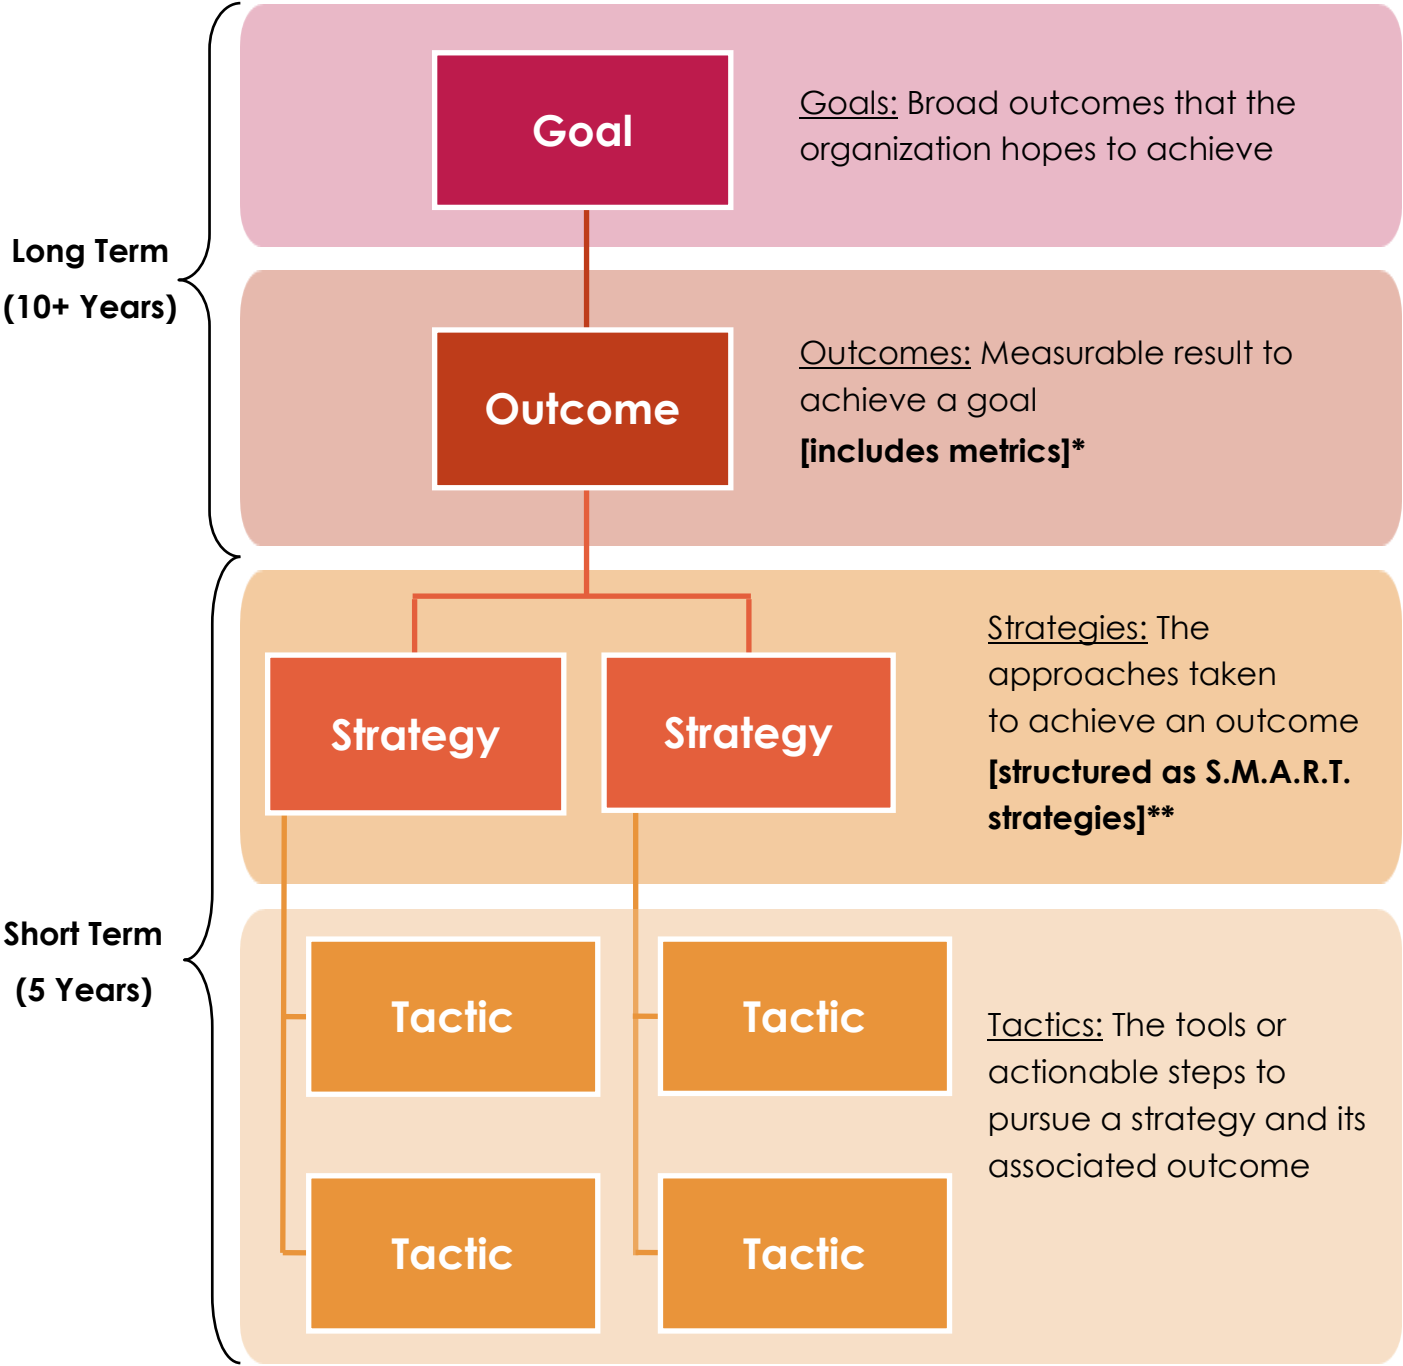 Goal
Goals: Broad outcomes that the
organization hopes to achieve
Long Term
(10+ Years)
Outcome
Outcomes: Measurable result to
achieve a goal
[includes metrics]*
Strategy
Strategy
Strategies: The
approaches taken
to achieve an outcome
[structured as S.M.A.R.T.
strategies]**
Short Term
(5 Years)
Tactic
Tactic
Tactics: The tools or
actionable steps to
pursue a strategy and its
associated outcome
Tactic
Tactic